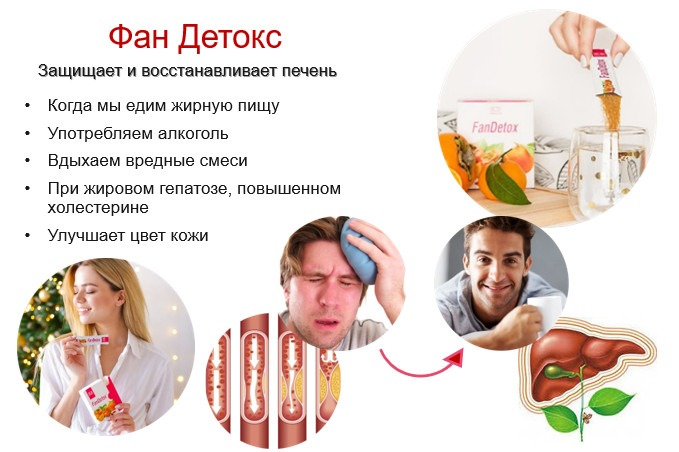 Фан Детокс
Защищает и восстанавливает печень
• Когда мы едим жирную пищу
• Употребляем алкоголь
• Вдыхаем вредные смеси
• При жировом гепатозе, повышенном
холестерине
• Улучшает цвет кожи
FanDetox
FanDetox
FanDetox